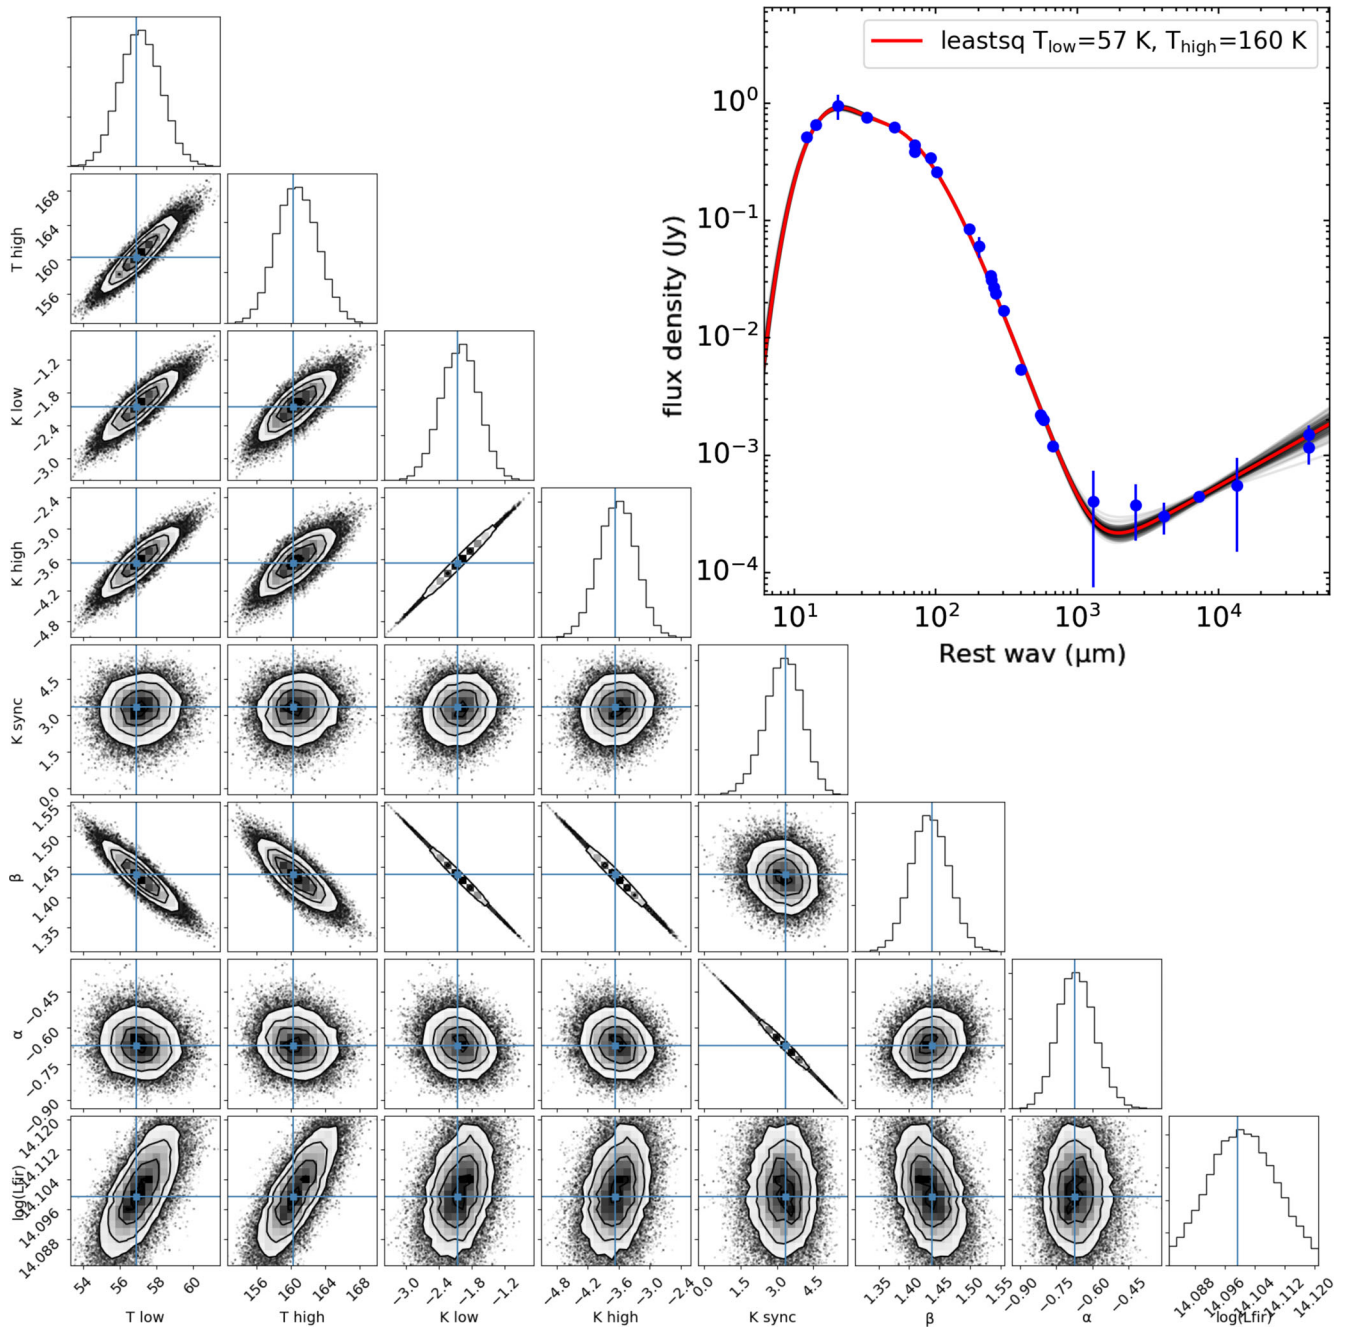 leastsq T_low=57 K, T_high=160 K
10^0
10^-1
10^-2
10^-3
10^-4
flux density (Jy)
10^1 10^2 10^3 10^4
Rest wav (μm)
T high
168
164
160
156
K low
−1.2
−1.8
−2.4
−3.0
K high
−2.4
−3.0
−3.6
−4.2
−4.8
K sync
4.5
3.0
1.5
0.0
β
1.55
1.50
1.45
1.40
1.35
α
−0.45
−0.60
−0.75
−0.90
log(Lfir)
14.120
14.112
14.104
14.096
14.088
54 56 58 60
156 160 164 168
−3.0 −2.4 −1.8 −1.2
−4.8 −4.2 −3.6 −3.0 −2.4
0.0 1.5 3.0 4.5
1.35 1.40 1.45 1.50 1.55
−0.90 −0.75 −0.60 −0.45
14.088 14.096 14.104 14.112 14.120
T low T high K low K high K sync β α log(Lfir)